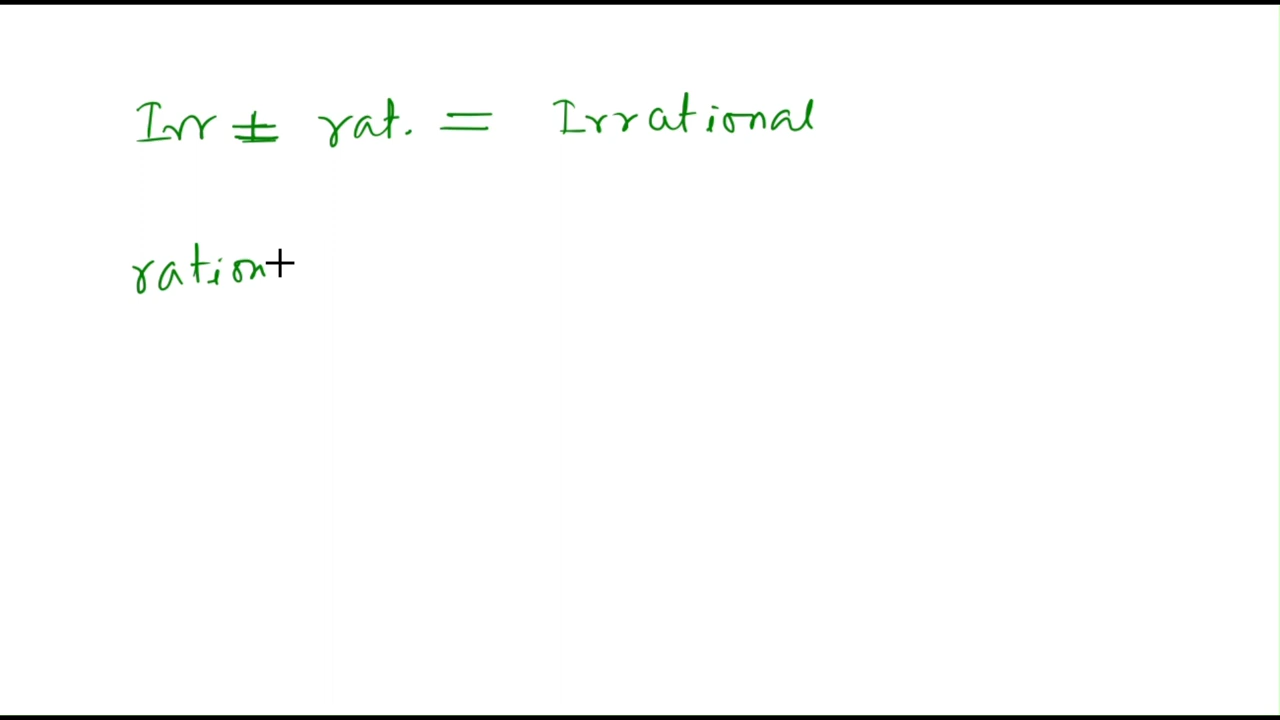 Irr ± rat. = Irrational
ration